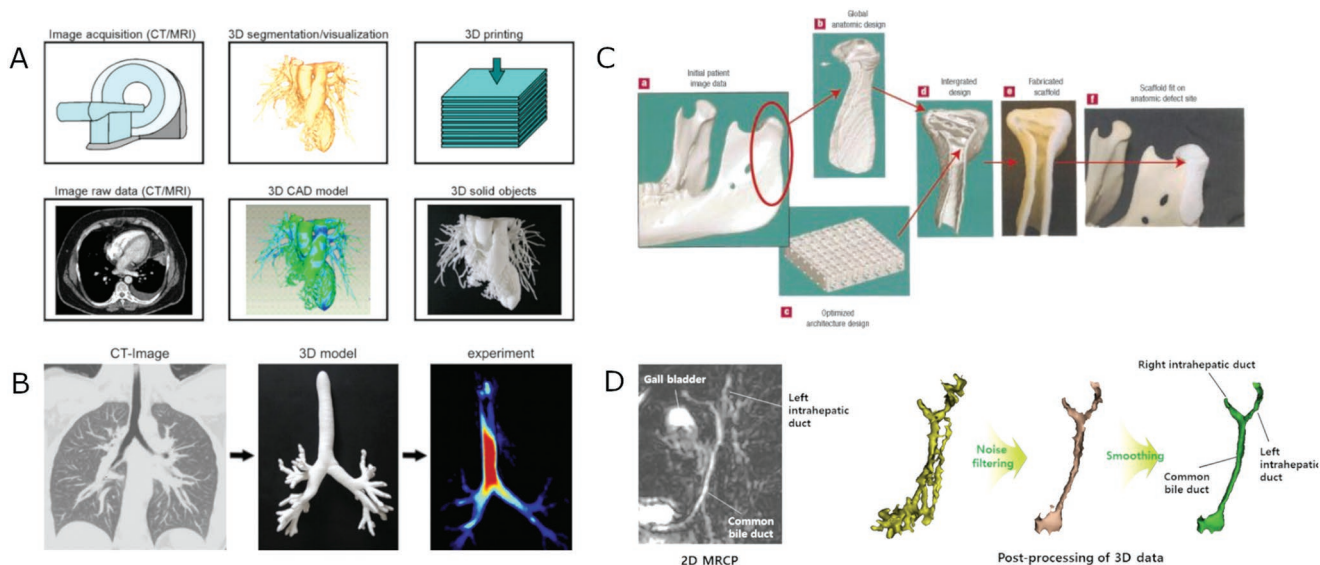 A
Image acquisition (CT/MRI)
3D segmentation/visualization
3D printing
Image raw data (CT/MRI)
3D CAD model
3D solid objects
B
CT-Image
3D model
experiment
C
a
Initial patient
image data
b
Global
anatomic design
c
Optimized
architecture design
d
Intergrated
design
e
Fabricated
scaffold
f
Scaffold fit on
anatomic defect site
D
Gall bladder
Left
intrahepatic
duct
Common
bile duct
2D MRCP
Noise
filtering
Smoothing
Right intrahepatic duct
Common
bile duct
Left
intrahepatic
duct
Post-processing of 3D data